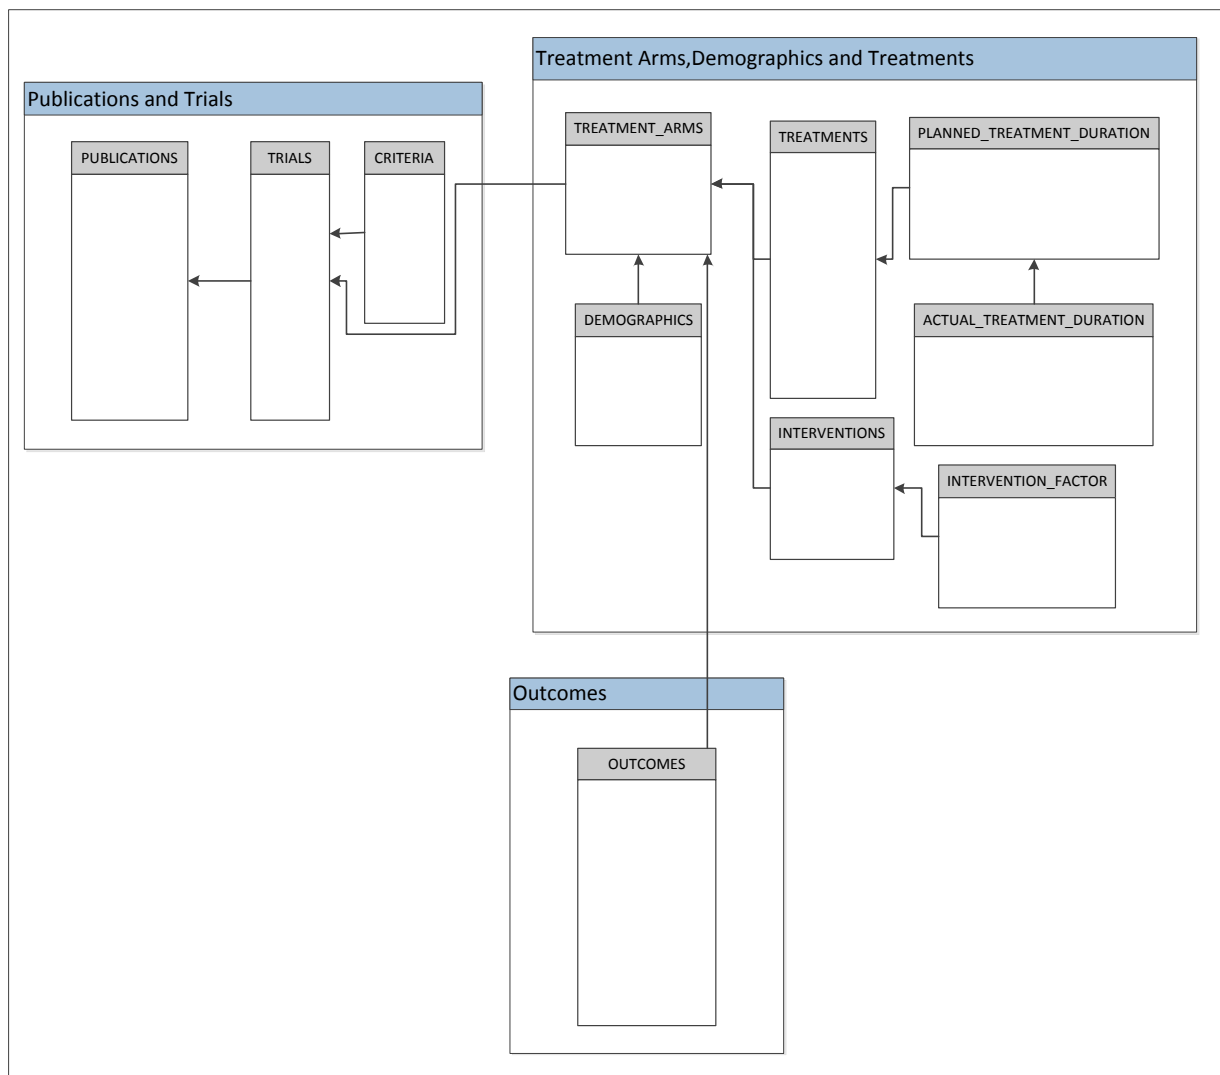 Publications and Trials
PUBLICATIONS
TRIALS
CRITERIA
Treatment Arms,Demographics and Treatments
TREATMENT_ARMS
TREATMENTS
PLANNED_TREATMENT_DURATION
DEMOGRAPHICS
ACTUAL_TREATMENT_DURATION
INTERVENTIONS
INTERVENTION_FACTOR
Outcomes
OUTCOMES